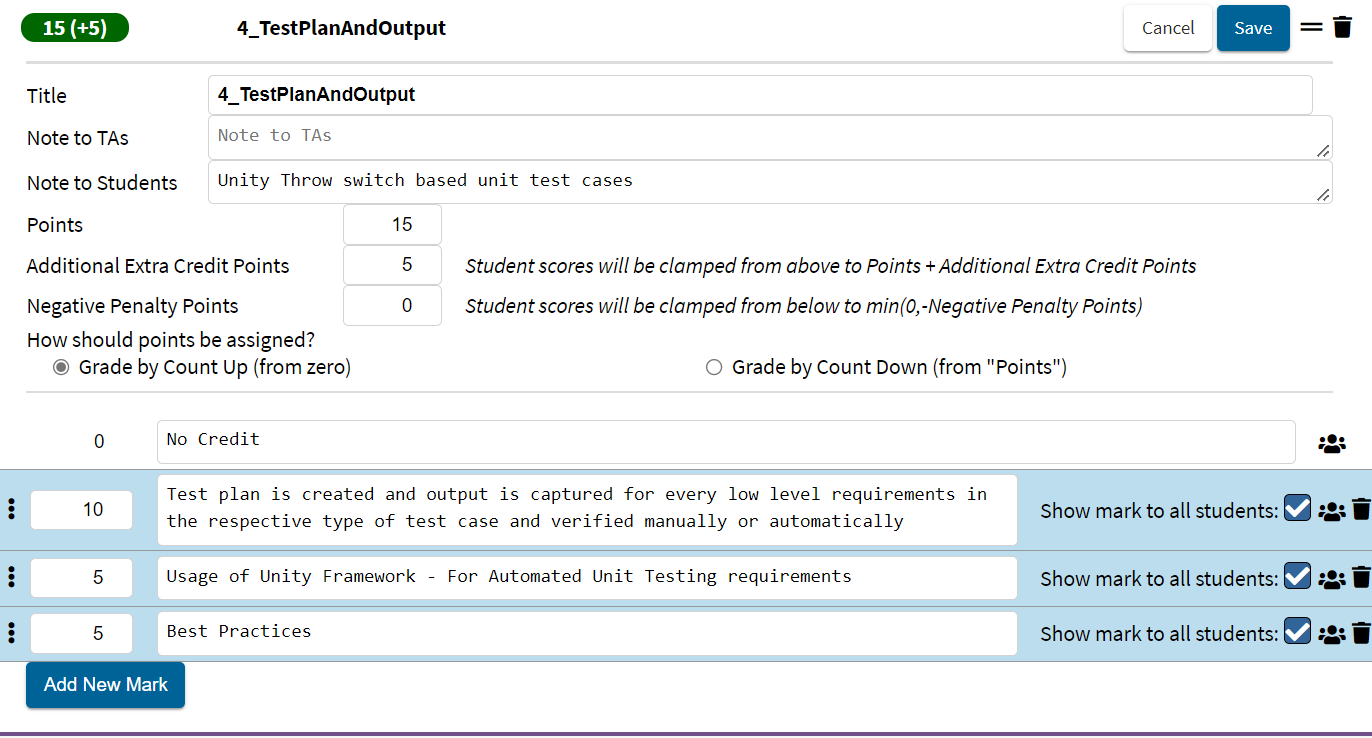 15 (+5) 4_TestPlanAndOutput Cancel Save
Title 4_TestPlanAndOutput
Note to TAs Note to TAs
Note to Students Unity Throw switch based unit test cases
Points 15
Additional Extra Credit Points 5 Student scores will be clamped from above to Points + Additional Extra Credit Points
Negative Penalty Points 0 Student scores will be clamped from below to min(0,-Negative Penalty Points)
How should points be assigned?
Grade by Count Up (from zero) Grade by Count Down (from "Points")
0 No Credit
10 Test plan is created and output is captured for every low level requirements in
the respective type of test case and verified manually or automatically
Show mark to all students:
5 Usage of Unity Framework - For Automated Unit Testing requirements Show mark to all students:
5 Best Practices Show mark to all students:
Add New Mark